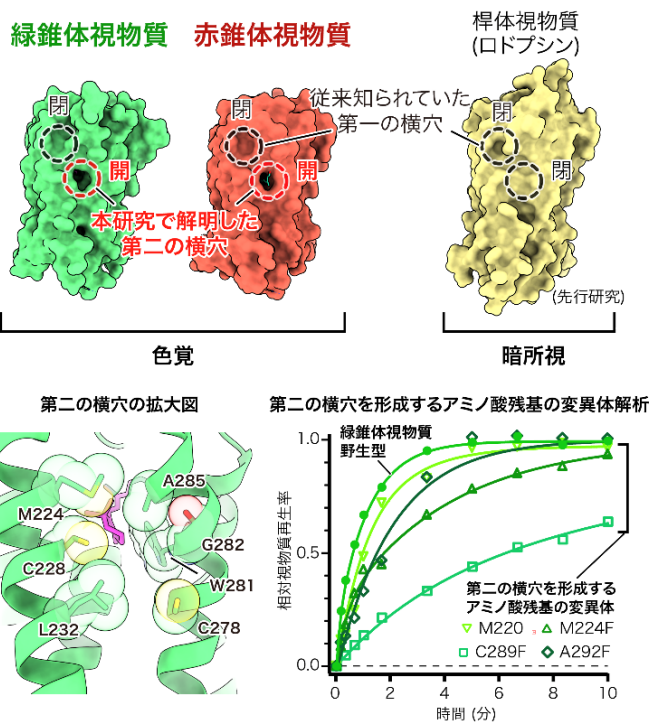 緑錐体視物質
赤錐体視物質
桿体視物質
(ロドプシン)
閉
開
閉
開
従来知られていた
第一の横穴
閉
閉
本研究で解明した
第二の横穴
(先行研究)
色覚
暗所視
第二の横穴の拡大図
M224
C228
L232
A285
G282
W281
C278
第二の横穴を形成するアミノ酸残基の変異体解析
緑錐体視物質
野生型
相対視物質再生率
1.0
0.5
0.0
0
2
4
6
8
10
時間 (分)
第二の横穴を形成する
アミノ酸残基の変異体
M220
M224F
C289F
A292F